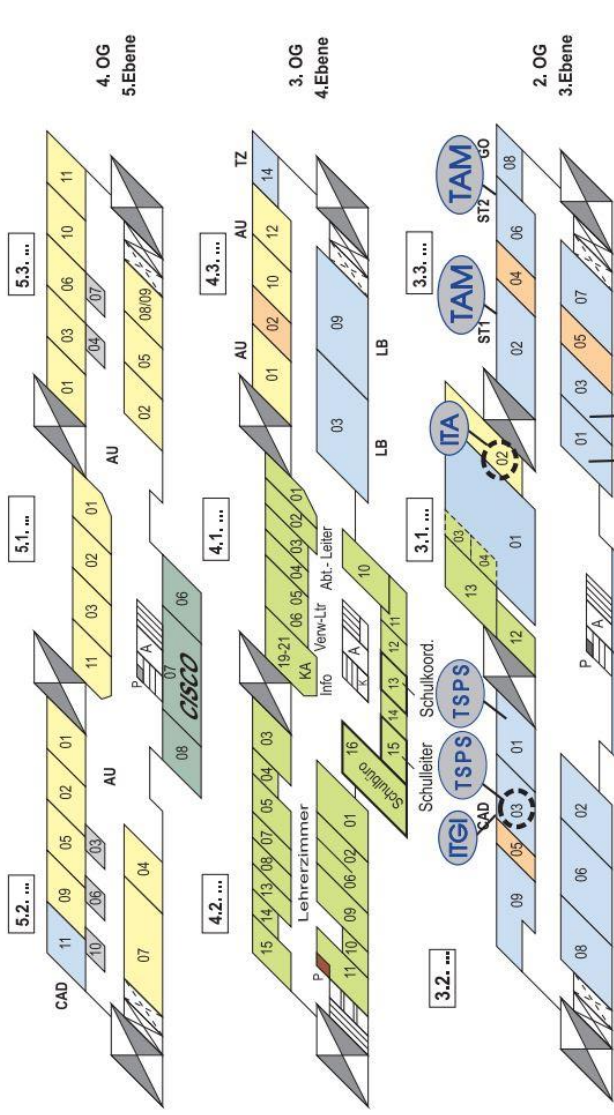 5.2. ...
5.1. ...
5.3. ...
4. OG
5.Ebene
CAD
11
09
05
02
01
11
03
02
01
01
03
06
10
11
10
06
03
04
07
AU
AU
07
04
P
A
08
07
06
CISCO
02
05
08/09
4.2. ...
4.1. ...
4.3. ...
3. OG
4.Ebene
AU
AU
TZ
15
14
13
08
07
05
04
03
19-21
06
05
04
03
02
01
01
02
10
12
14
KA
Info
Verw-Ltr
Abt.- Leiter
Lehrerzimmer
P
11
10
09
06
02
01
16
Schulbüro
15
14
13
12
11
10
K
A
Schulleiter
Schulkoord.
03
09
LB
LB
3.2. ...
3.1. ...
3.3. ...
2. OG
3.Ebene
ITGI
TSPS
TSPS
ITA
TAM
TAM
CAD
ST1
ST2
GO
09
05
03
01
12
13
03
04
01
02
02
04
06
08
08
06
02
P
A
01
03
05
07